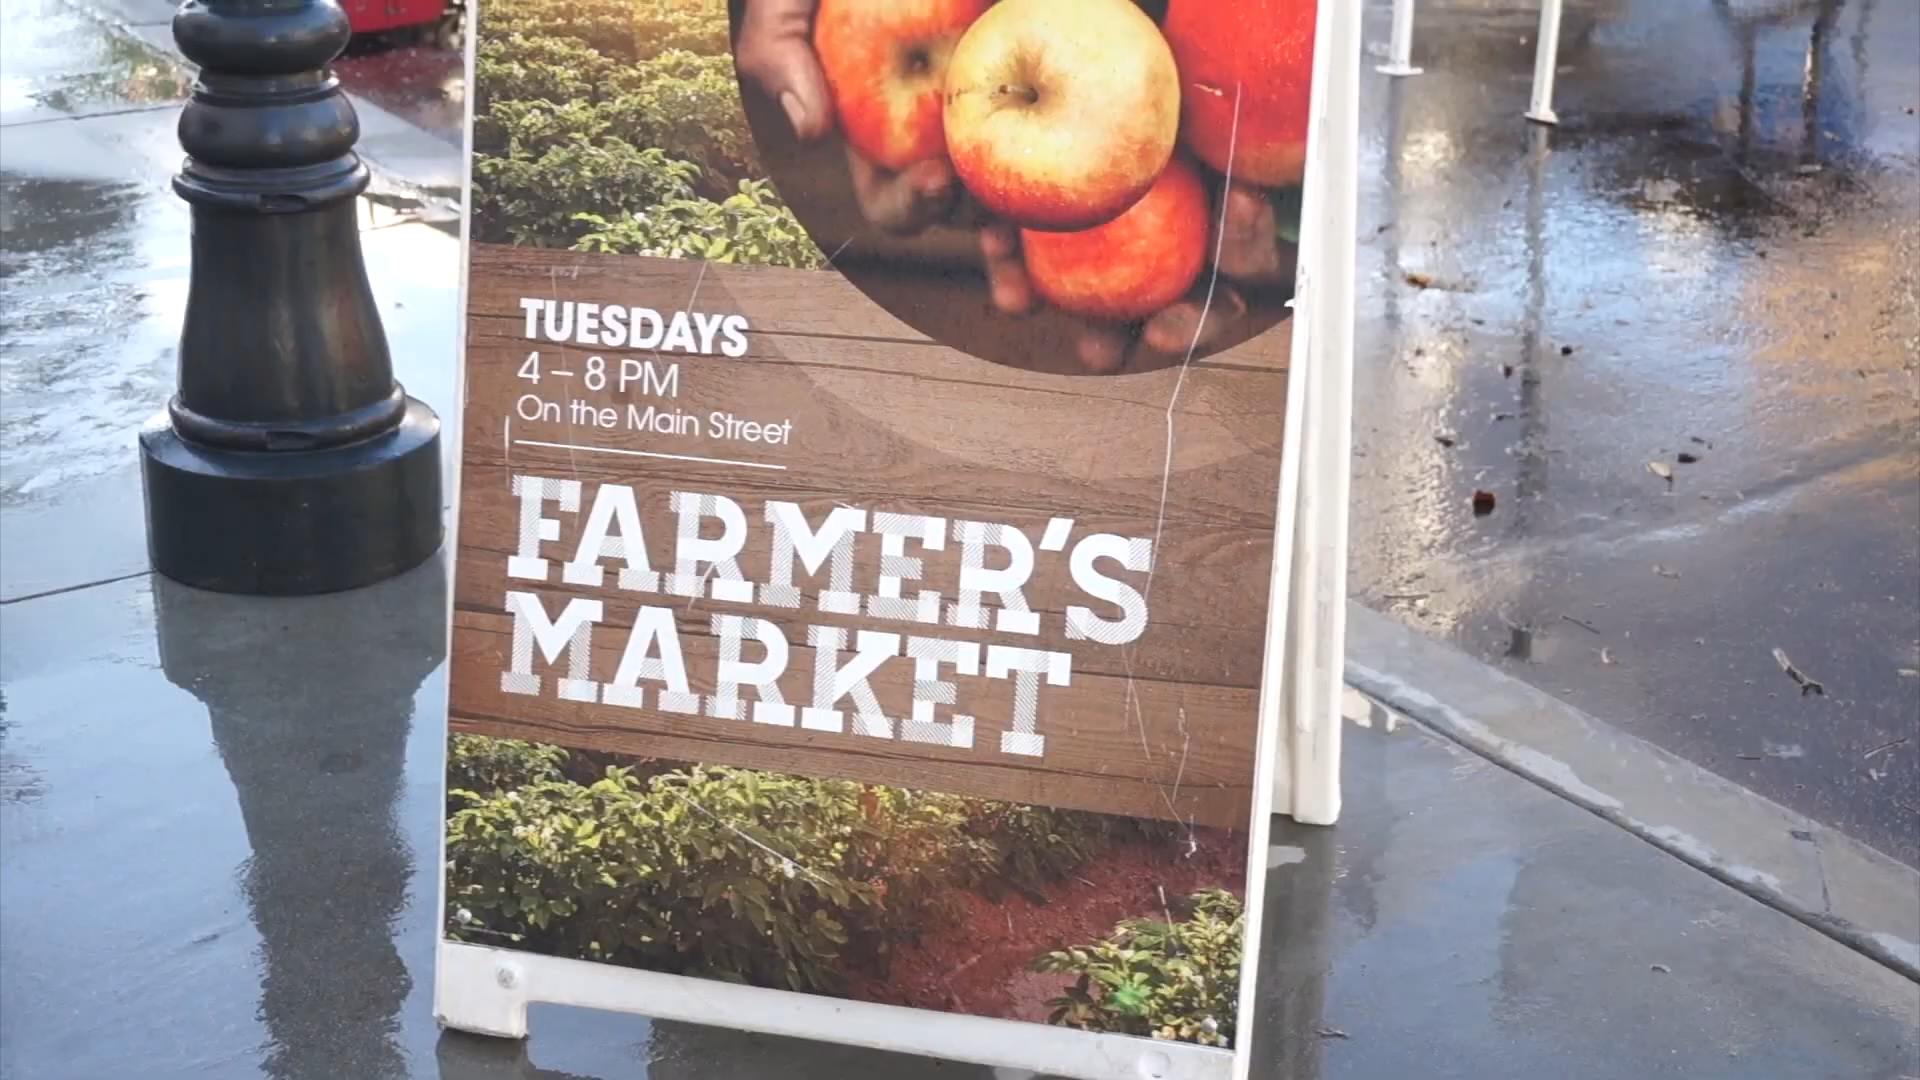 TUESDAYS
4 – 8 PM
On the Main Street
FARMER'S
MARKET